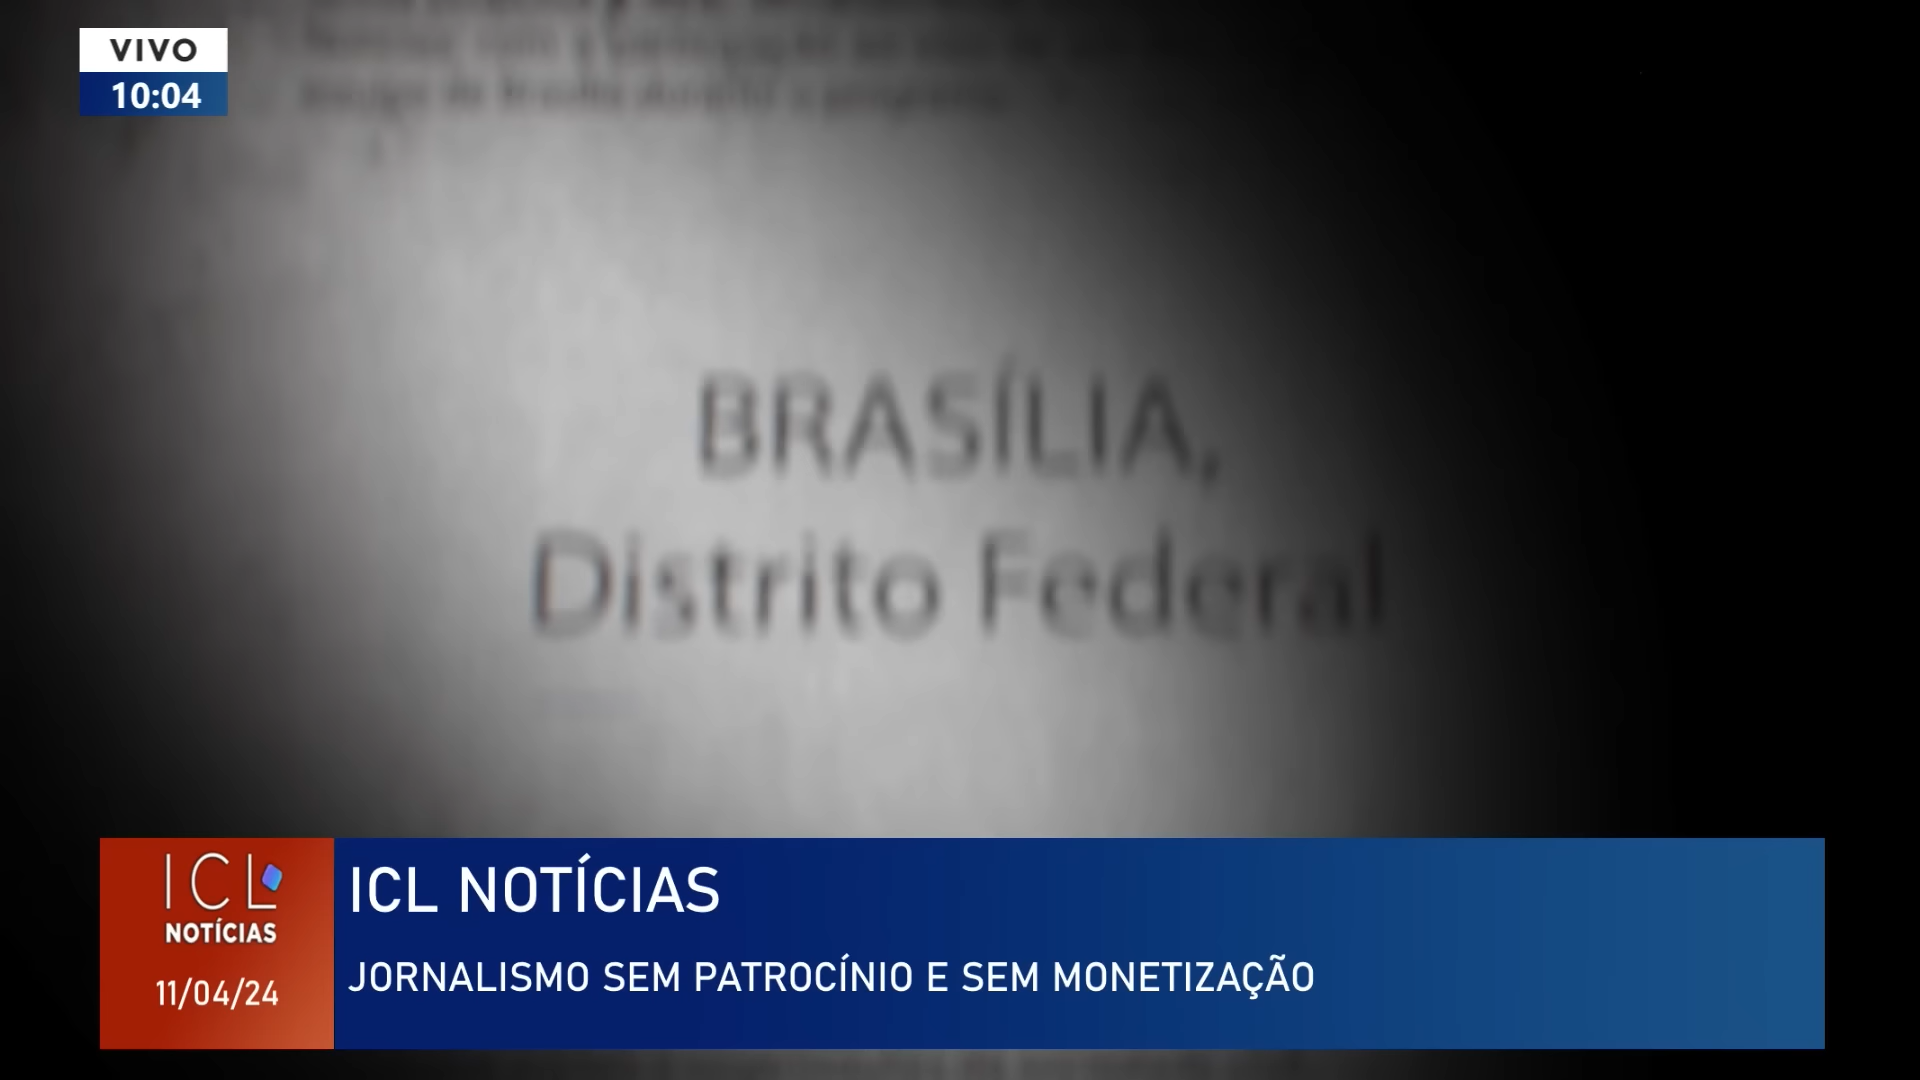 VIVO
10:04
BRASÍLIA,
Distrito Federal
ICL
NOTÍCIAS
11/04/24
ICL NOTÍCIAS
JORNALISMO SEM PATROCÍNIO E SEM MONETIZAÇÃO